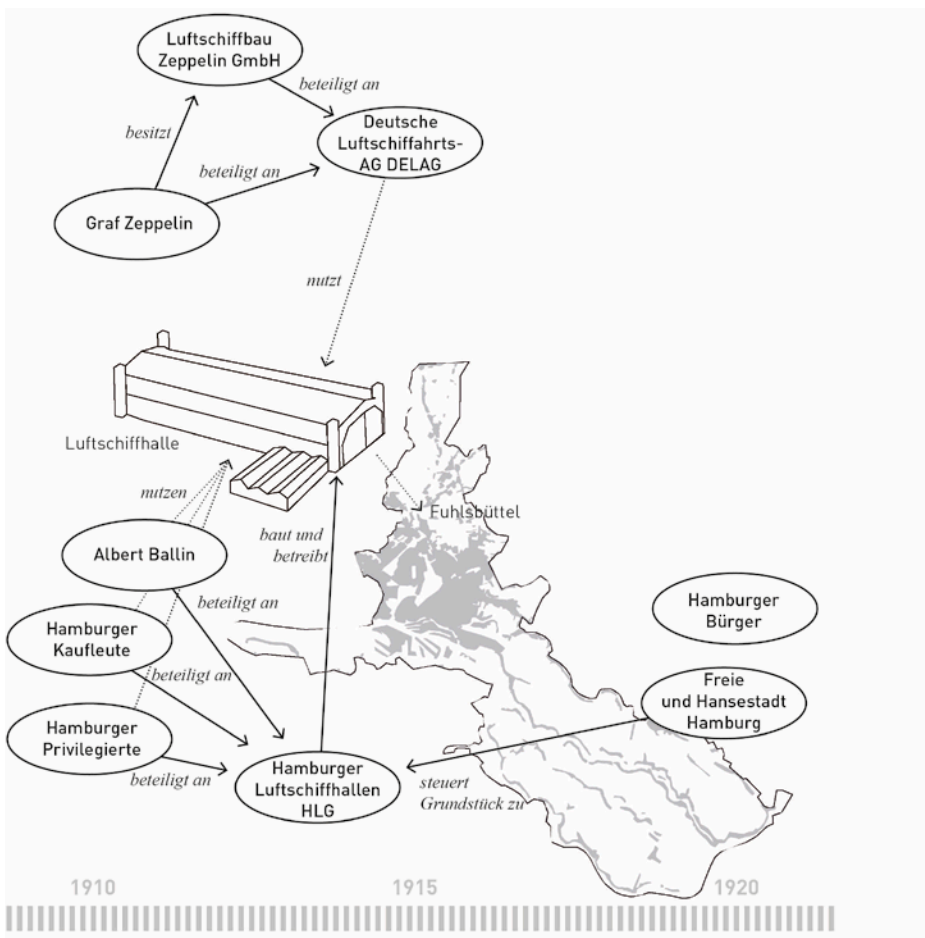 Luftschiffbau
Zeppelin GmbH
beteiligt an
Deutsche
Luftschiffahrts-
AG DELAG
besitzt
beteiligt an
Graf Zeppelin
nutzt
Luftschiffhalle
nutzen
Fuhlsbüttel
baut und
betreibt
Albert Ballin
beteiligt an
Hamburger
Bürger
Hamburger
Kaufleute
beteiligt an
Freie
und Hansestadt
Hamburg
Hamburger
Privilegierte
beteiligt an
Hamburger
Luftschiffhallen
HLG
steuert
Grundstück zu
1910
1915
1920